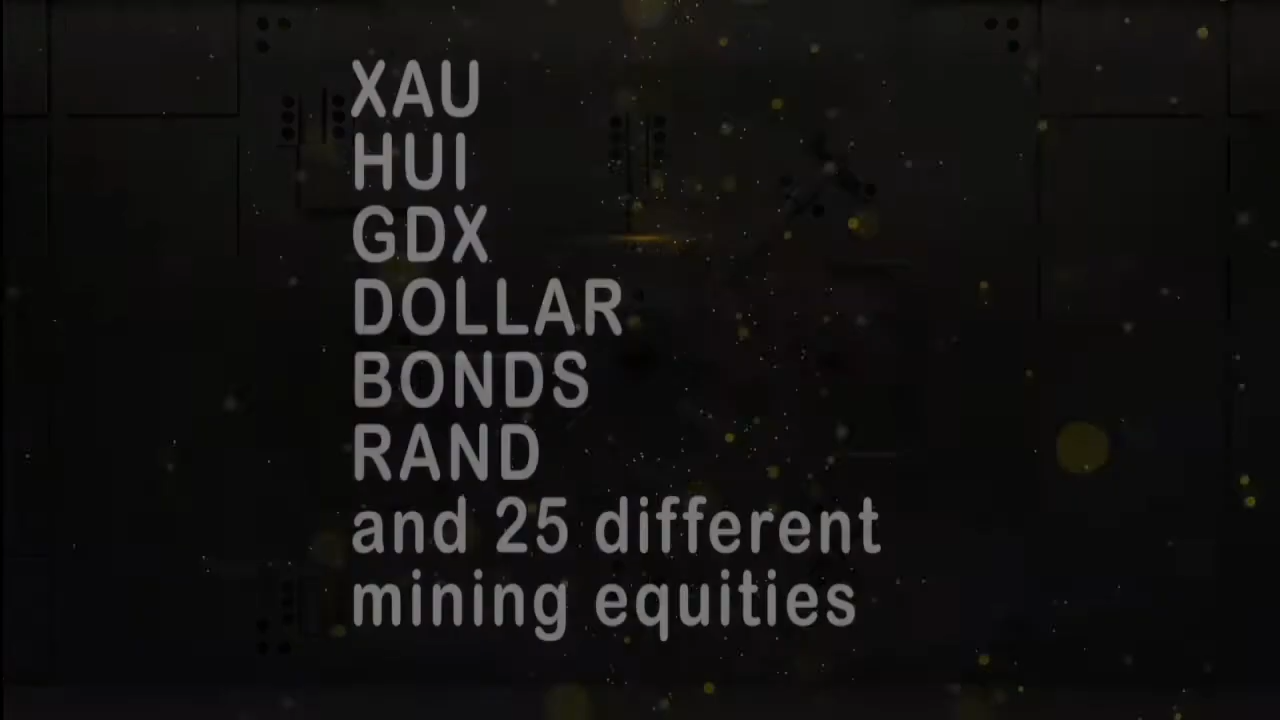 XAU
HUI
GDX
DOLLAR
BONDS
RAND
and 25 different
mining equities